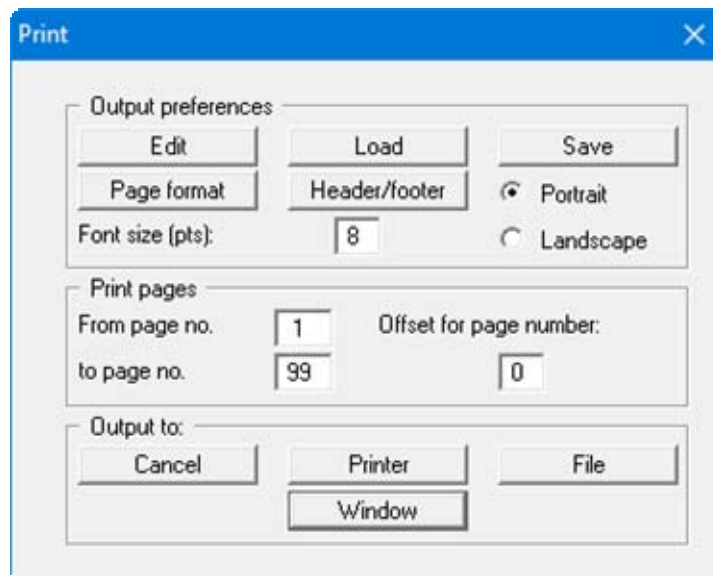 Print
Output preferences
Edit Load Save
Page format Header/footer Portrait
Font size (pts): 8 Landscape
Print pages
From page no. 1 Offset for page number:
to page no. 99 0
Output to:
Cancel Printer File
Window